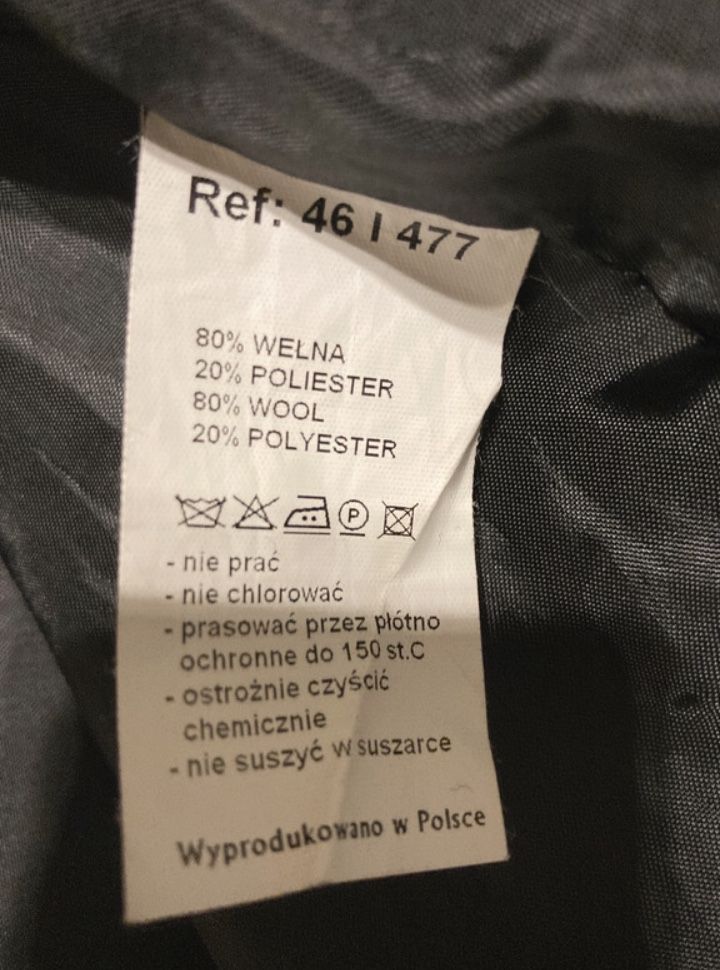 Ref: 46 I 477
80% WEŁNA
20% POLIESTER
80% WOOL
20% POLYESTER
P
- nie prać
- nie chlorować
- prasować przez płótno
ochronne do 150 st.C
- ostrożnie czyścić
chemicznie
- nie suszyć w suszarce
Wyprodukowano w Polsce